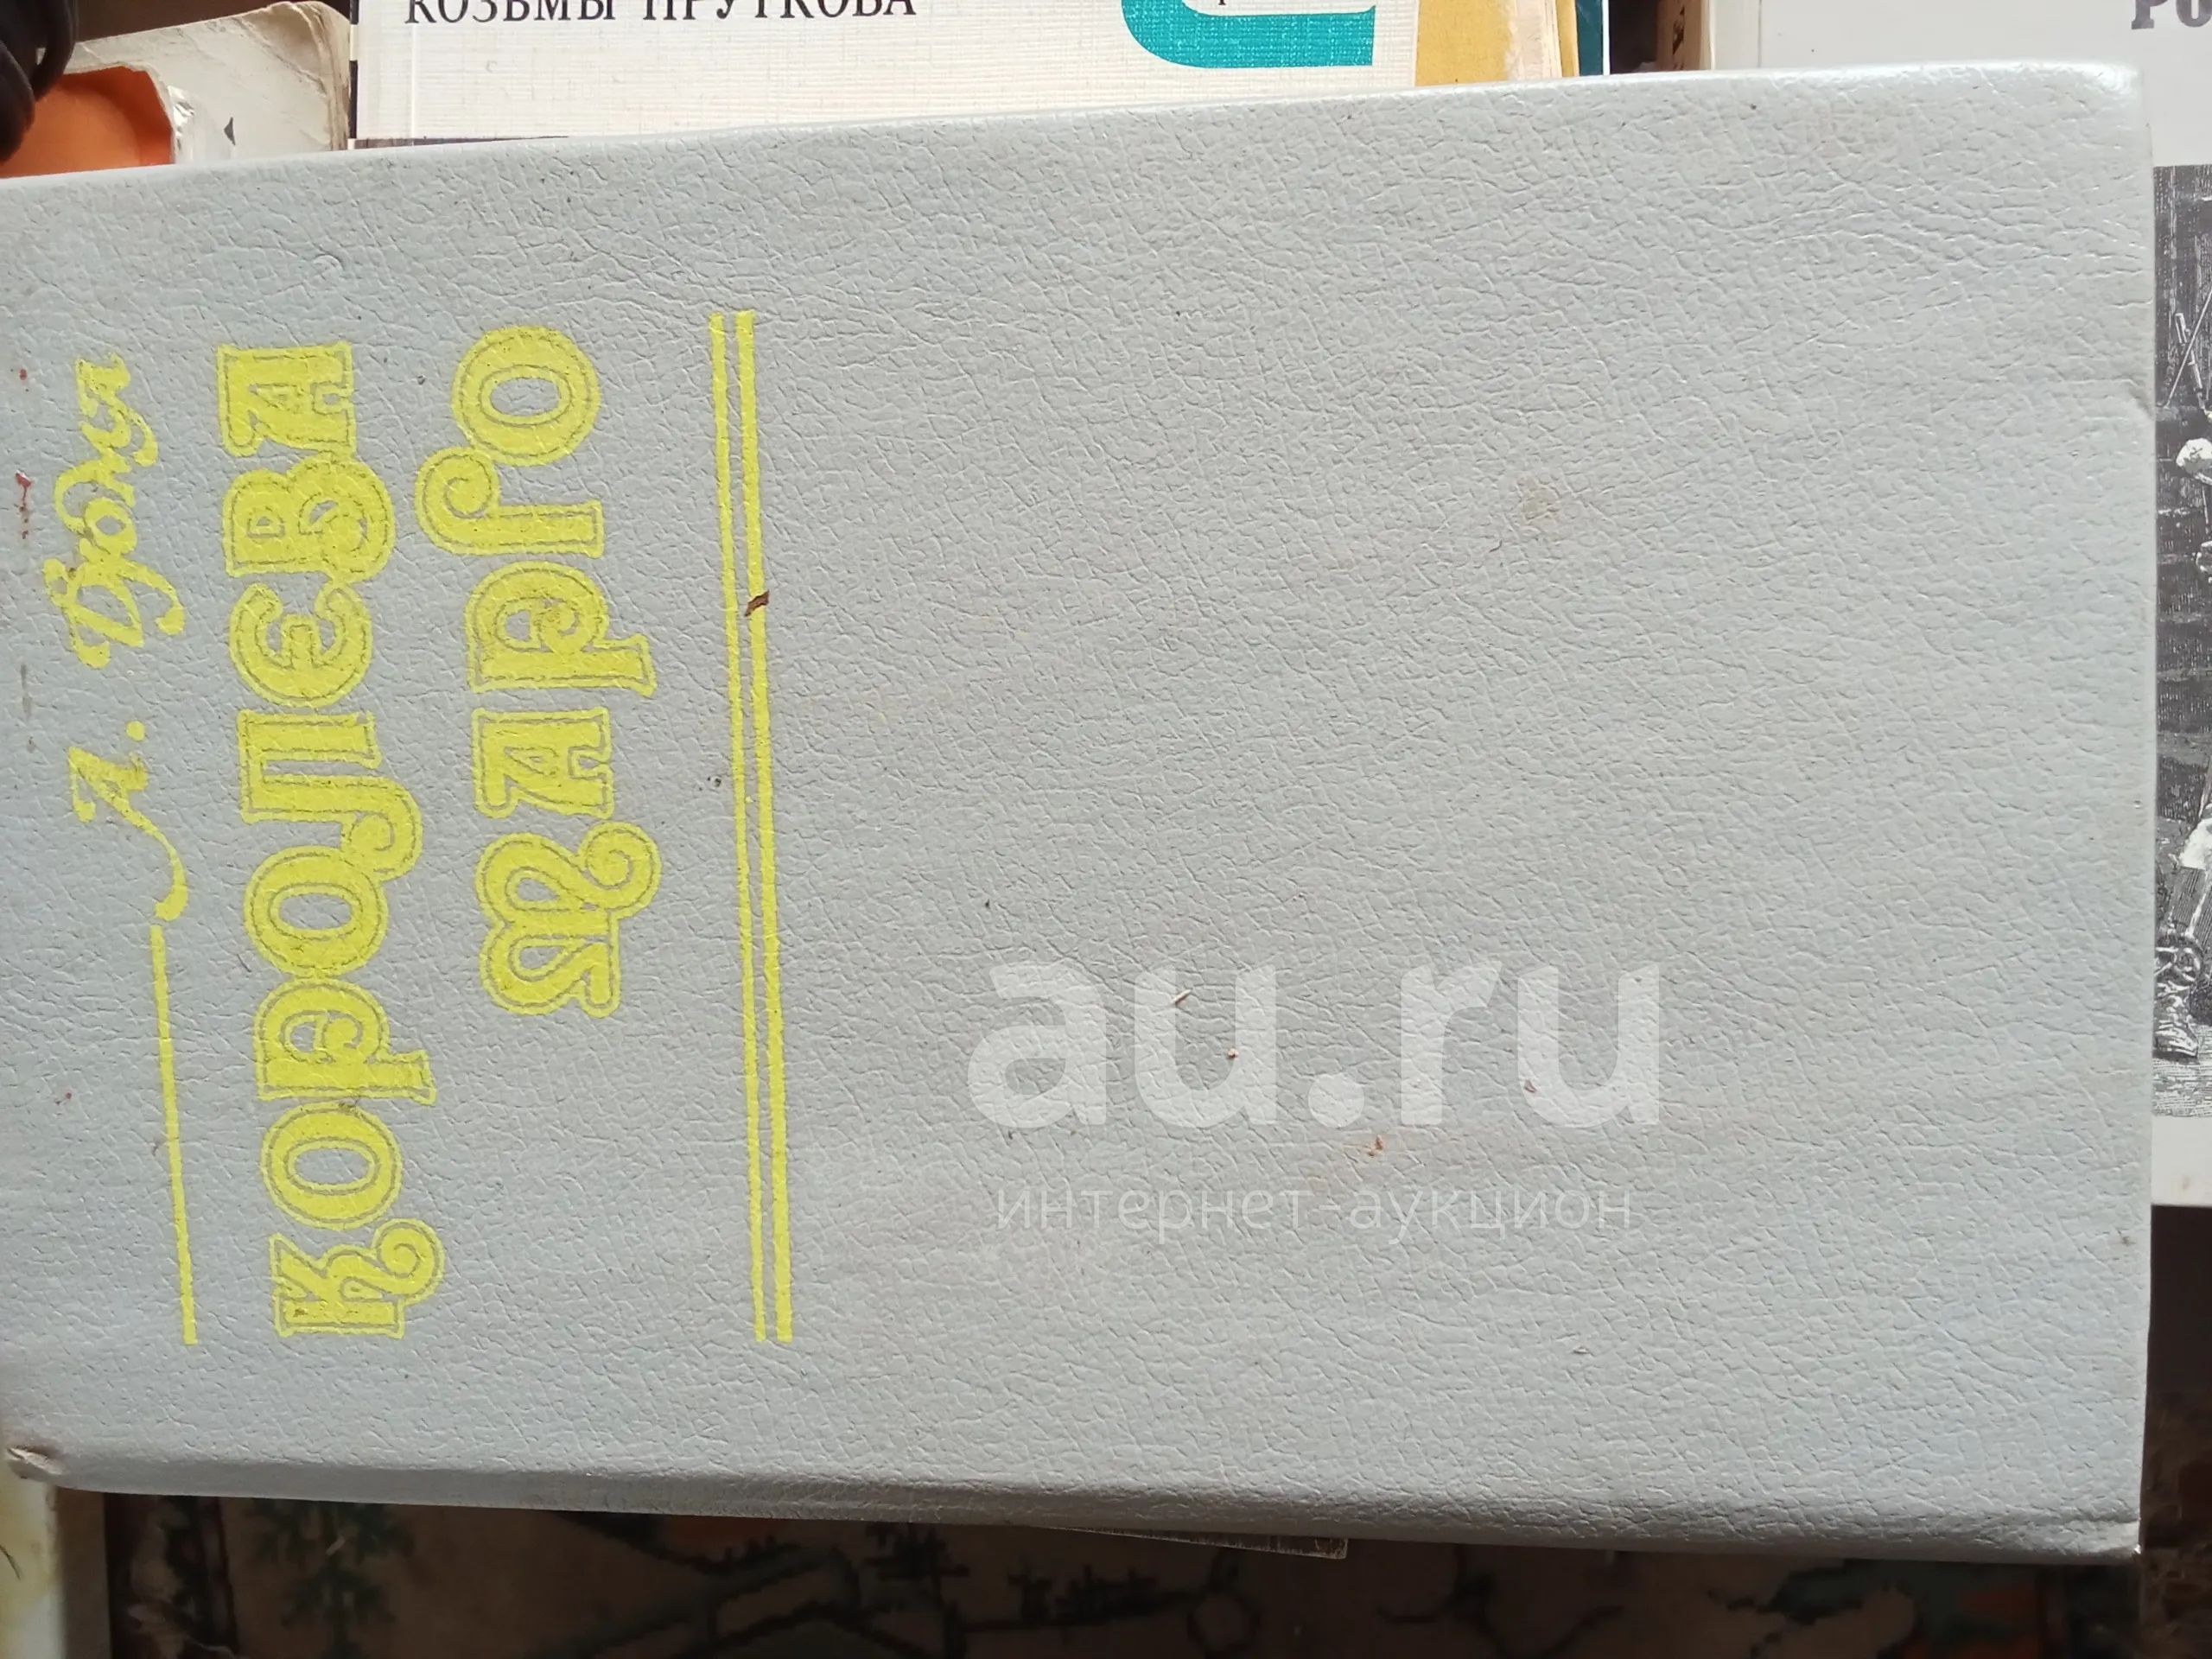 КОЗЬМЫ ПРУТКОВА
А. Дюма
КОРОЛЕВА
МАРГО
au.ru
интернет-аукцион